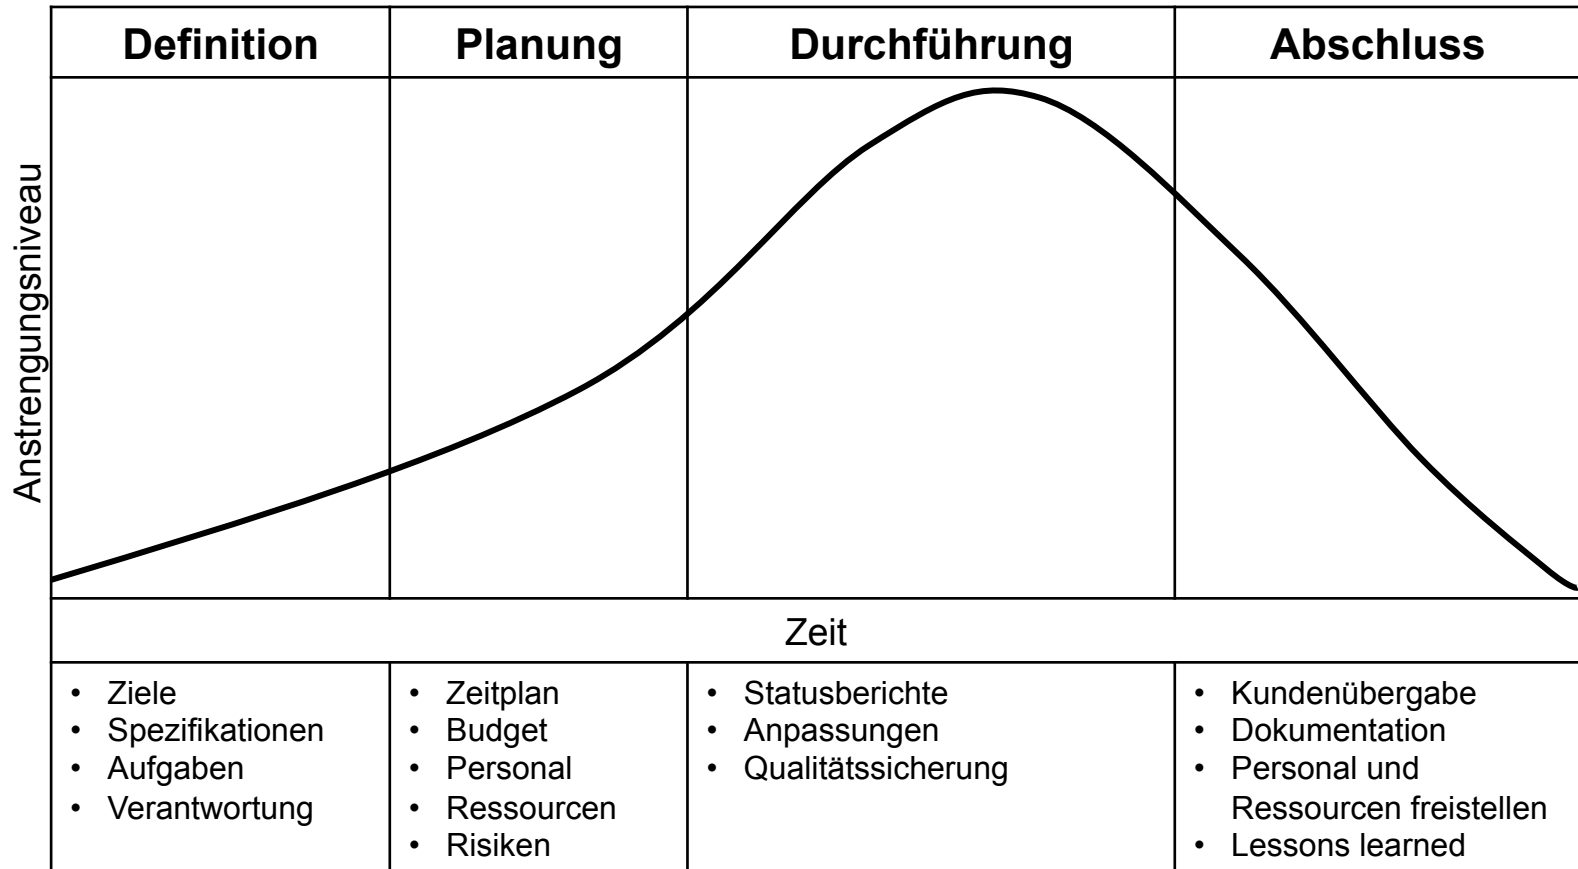 Definition
Planung
Durchführung
Abschluss
Anstrengungsniveau
Zeit
• Ziele
• Spezifikationen
• Aufgaben
• Verantwortung
• Zeitplan
• Budget
• Personal
• Ressourcen
• Risiken
• Statusberichte
• Anpassungen
• Qualitätssicherung
• Kundenübergabe
• Dokumentation
• Personal und
Ressourcen freistellen
• Lessons learned